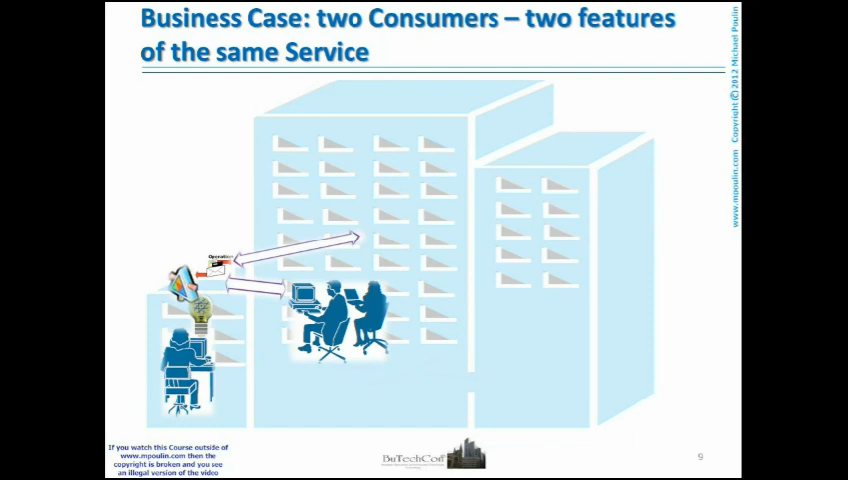 Business Case: two Consumers – two features
of the same Service
www.mpoulin.com Copyright (C) 2012 Michael Poulin
Operation
If you watch this Course outside of
www.mpoulin.com then the
copyright is broken and you see
an illegal version of the video
BuTechCon
9